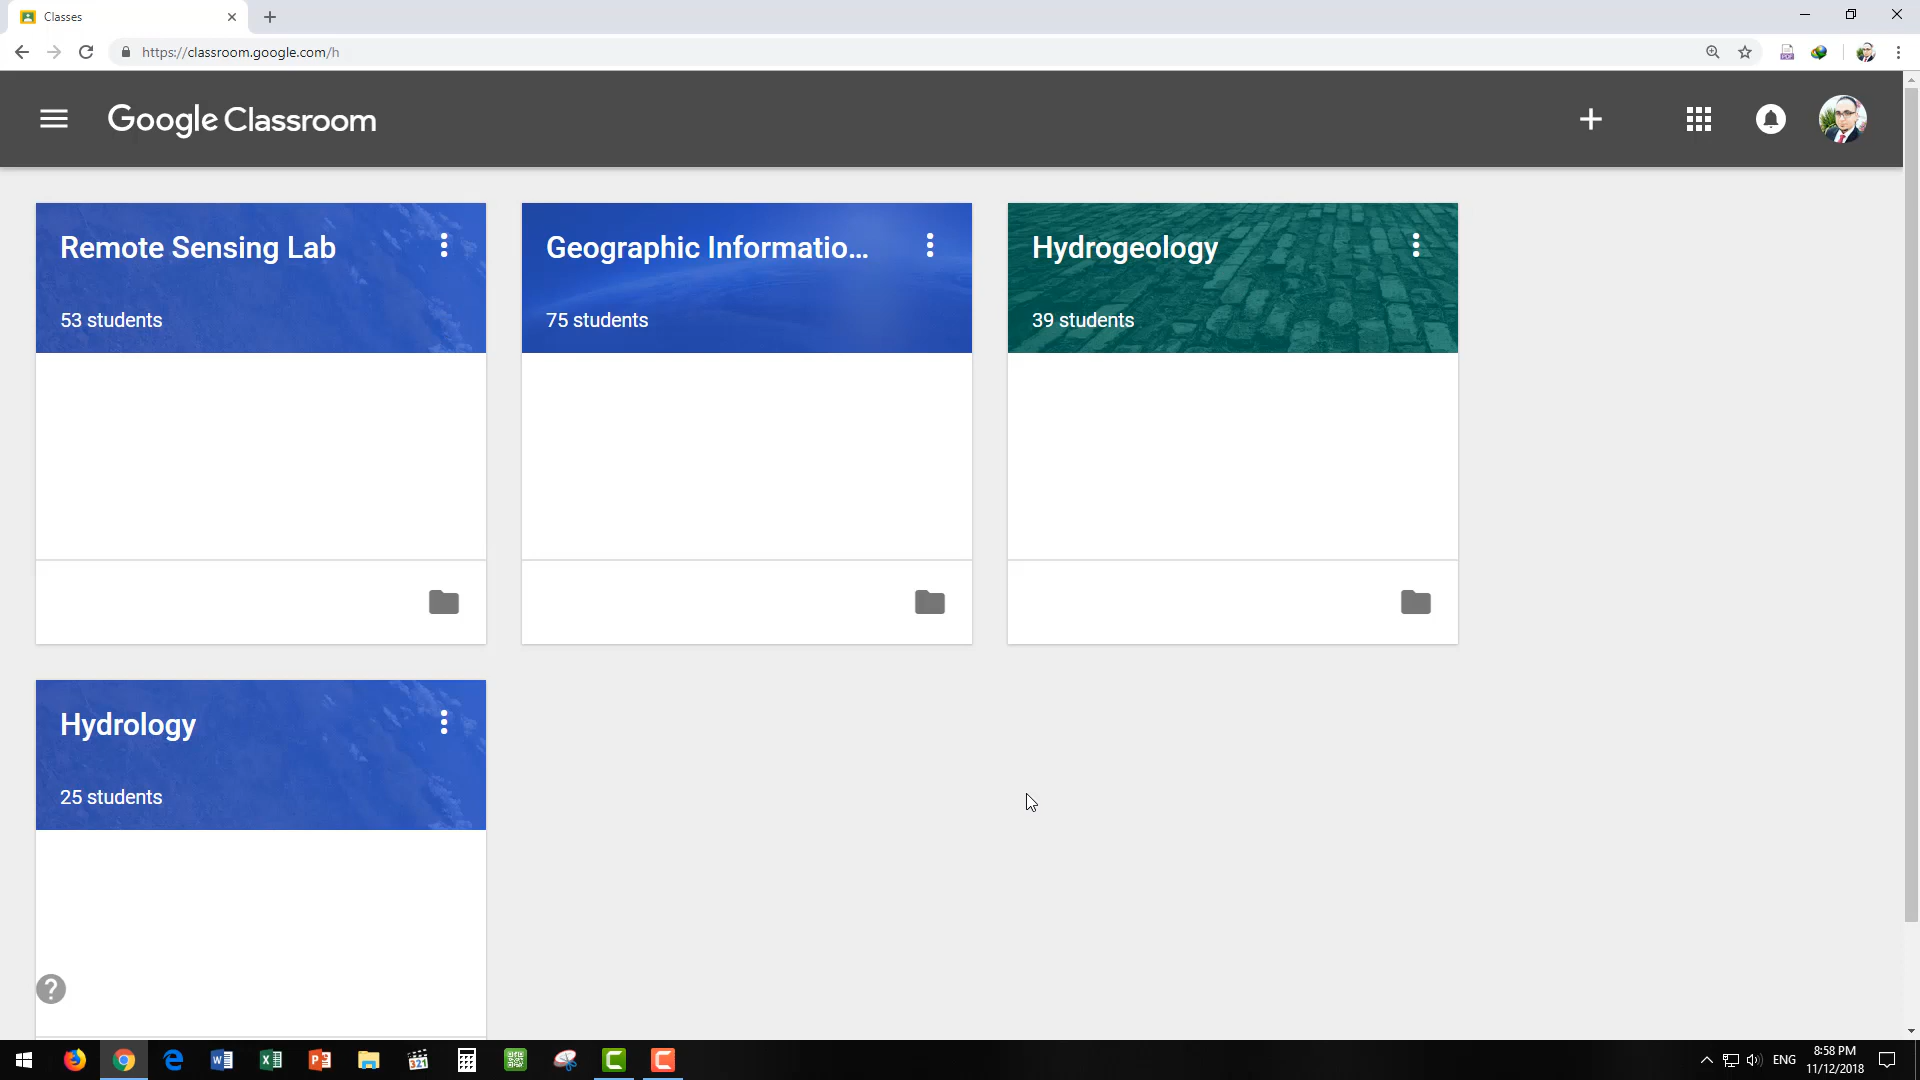 Classes
https://classroom.google.com/h
Google Classroom
Remote Sensing Lab
53 students
Geographic Informatio...
75 students
Hydrogeology
39 students
Hydrology
25 students
?
ENG
8:58 PM
11/12/2018